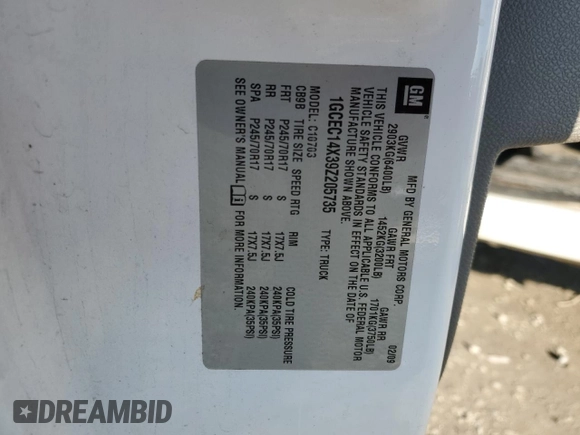 GM
MFD BY GENERAL MOTORS CORP. 02/09
GVWR GAWR FRT GAWR RR
2903KG(6400LB) 1452KG(3200LB) 1701KG(3750LB)
THIS VEHICLE CONFORMS TO ALL APPLICABLE U.S. FEDERAL MOTOR
VEHICLE SAFETY STANDARDS IN EFFECT ON THE DATE OF
MANUFACTURE SHOWN ABOVE.
1GCEC14X39Z205735 TYPE: TRUCK
MODEL: C10703
CB9B TIRE SIZE SPEED RTG RIM COLD TIRE PRESSURE
FRT P245/70R17 S 17X7.5J 240KPA(35PSI)
RR P245/70R17 S 17X7.5J 240KPA(35PSI)
SPA P245/70R17 S 17X7.5J 240KPA(35PSI)
SEE OWNER'S MANUAL FOR MORE INFORMATION.
DREAMBID
dreambid.com